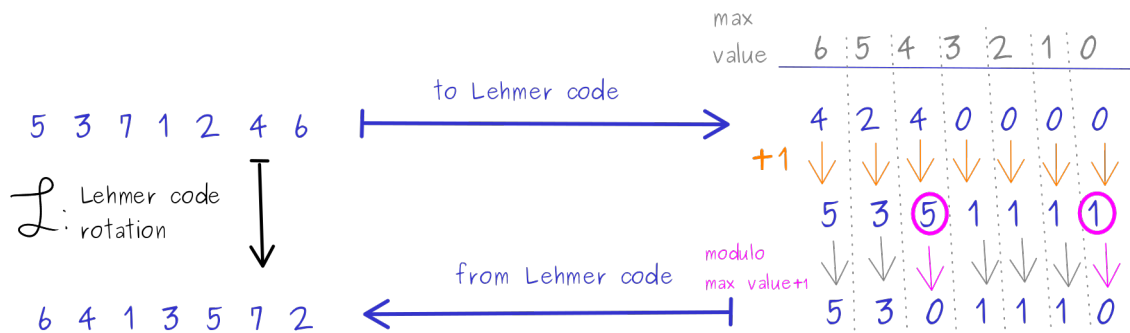 max
value 6 5 4 3 2 1 0
to Lehmer code
5 3 7 1 2 4 6
4 2 4 0 0 0 0
+1
ℒ: Lehmer code
rotation
5 3 5 1 1 1 1
modulo
max value+1
from Lehmer code
6 4 1 3 5 7 2
5 3 0 1 1 1 0